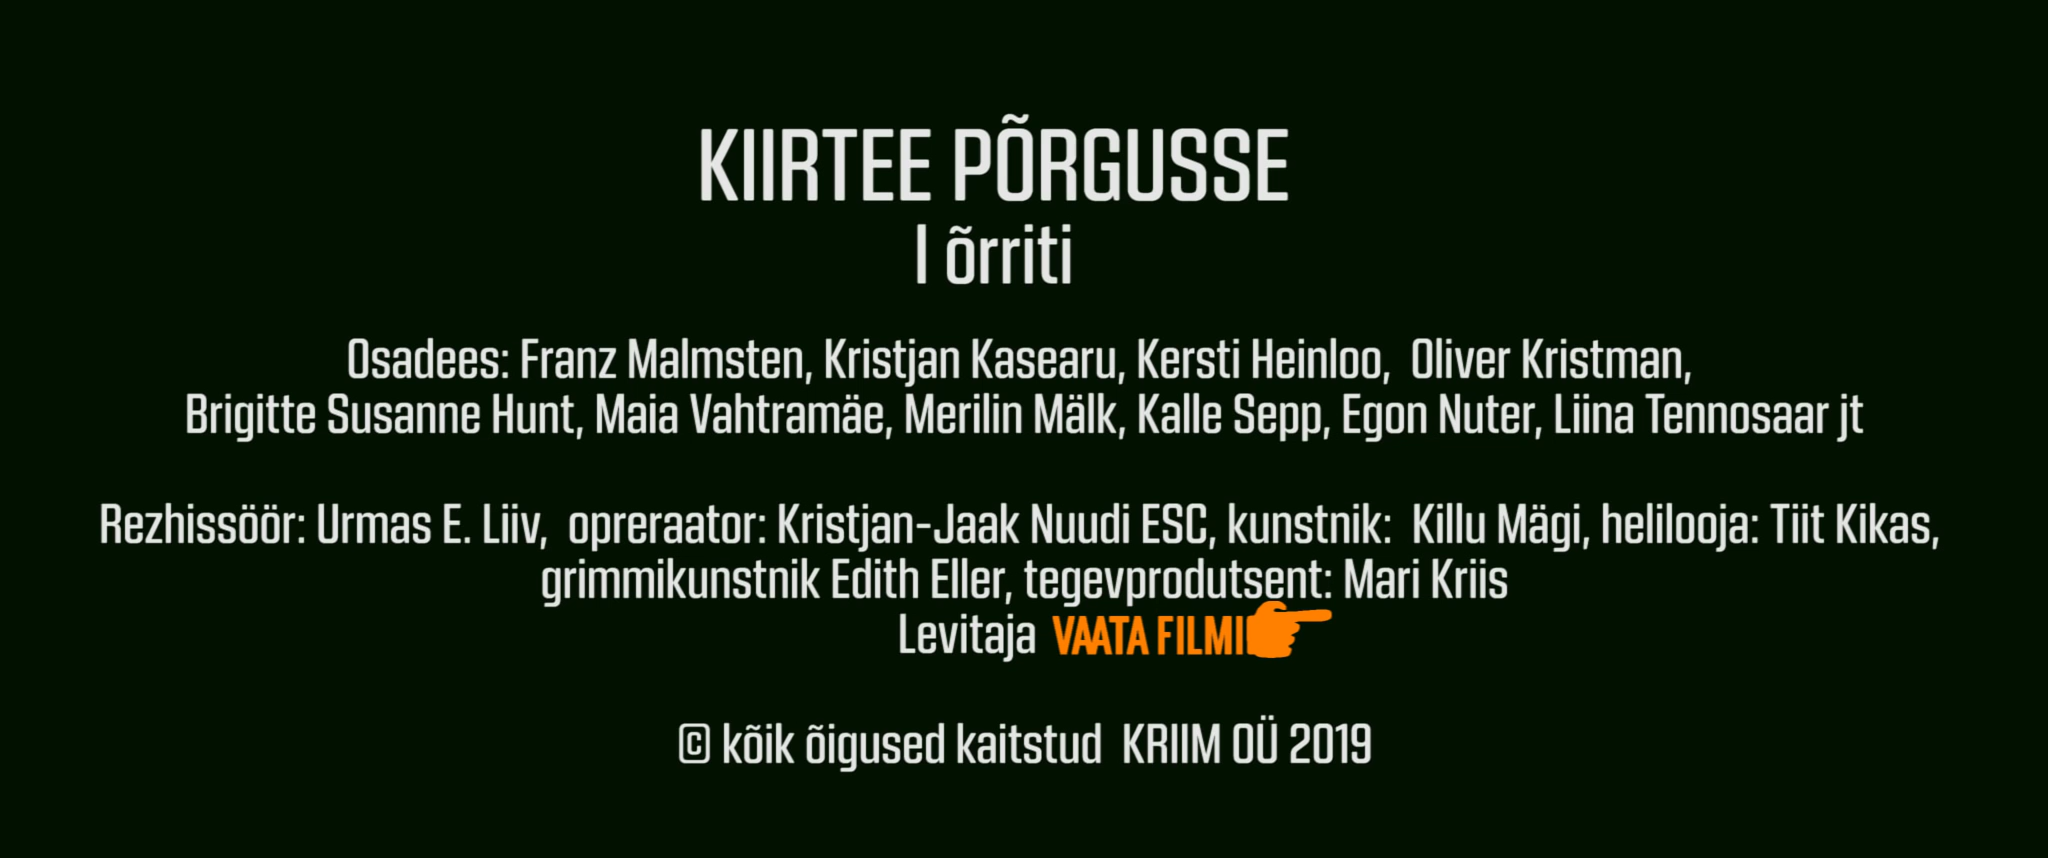 KIIRTEE PÕRGUSSE
I õrriti
Osadees: Franz Malmsten, Kristjan Kasearu, Kersti Heinloo, Oliver Kristman,
Brigitte Susanne Hunt, Maia Vahtramäe, Merilin Mälk, Kalle Sepp, Egon Nuter, Liina Tennosaar jt
Rezhissöör: Urmas E. Liiv, opreraator: Kristjan-Jaak Nuudi ESC, kunstnik: Killu Mägi, helilooja: Tiit Kikas,
grimmikunstnik Edith Eller, tegevprodutsent: Mari Kriis
Levitaja VAATA FILMI
© kõik õigused kaitstud KRIIM OÜ 2019